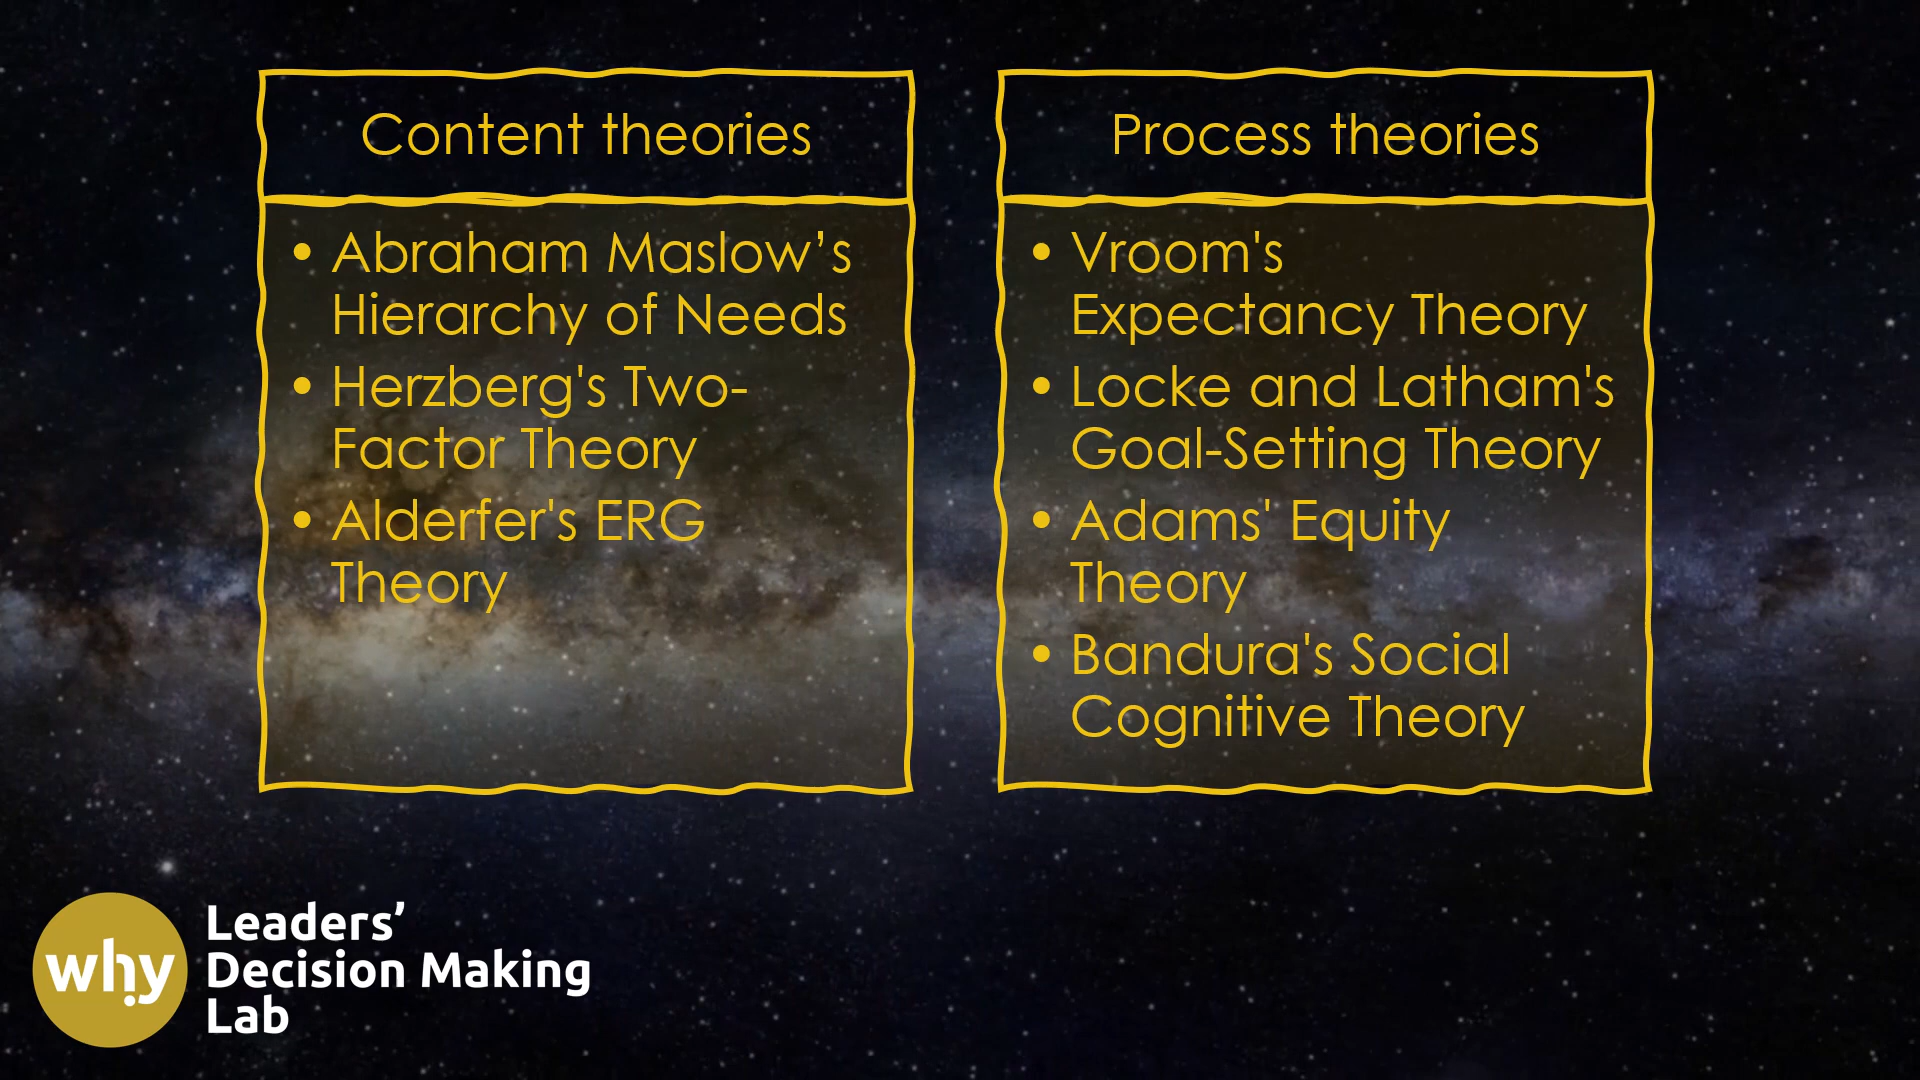 Content theories
• Abraham Maslow’s
Hierarchy of Needs
• Herzberg's Two-
Factor Theory
• Alderfer's ERG
Theory
Process theories
• Vroom's
Expectancy Theory
• Locke and Latham's
Goal-Setting Theory
• Adams' Equity
Theory
• Bandura's Social
Cognitive Theory
why
Leaders’
Decision Making
Lab